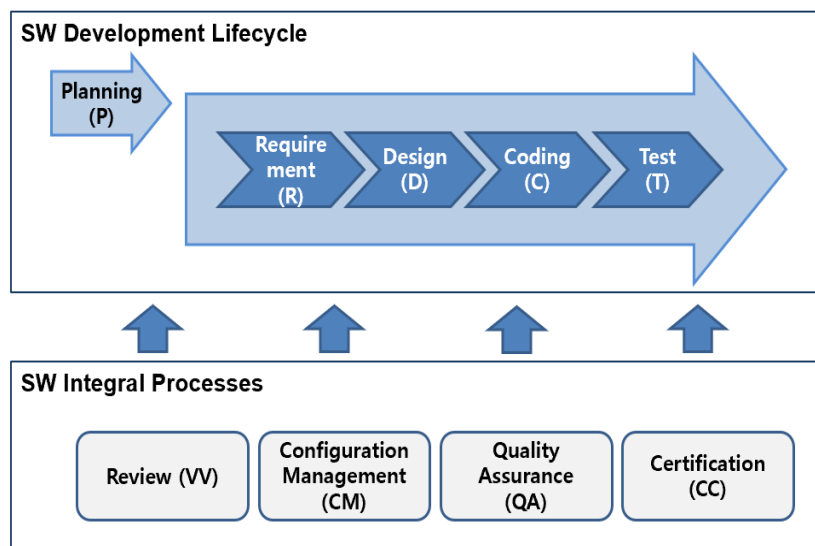 SW Development Lifecycle
Planning
(P)
Require
ment
(R)
Design
(D)
Coding
(C)
Test
(T)
SW Integral Processes
Review (VV)
Configuration
Management
(CM)
Quality
Assurance
(QA)
Certification
(CC)